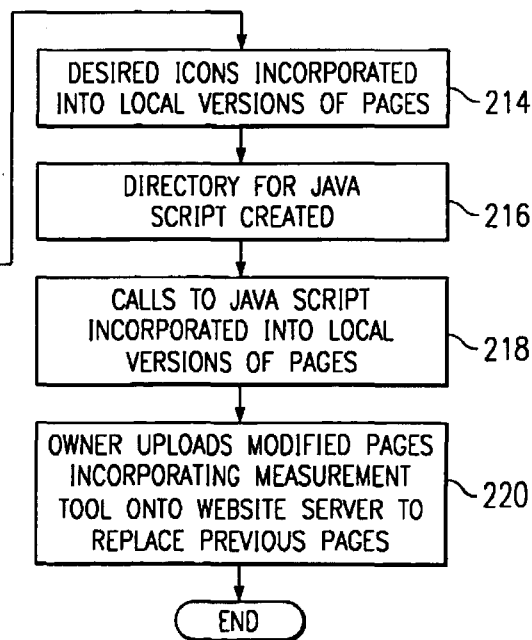 DESIRED ICONS INCORPORATED
INTO LOCAL VERSIONS OF PAGES
214
DIRECTORY FOR JAVA
SCRIPT CREATED
216
CALLS TO JAVA SCRIPT
INCORPORATED INTO LOCAL
VERSIONS OF PAGES
218
OWNER UPLOADS MODIFIED PAGES
INCORPORATING MEASUREMENT
TOOL ONTO WEBSITE SERVER TO
REPLACE PREVIOUS PAGES
220
END